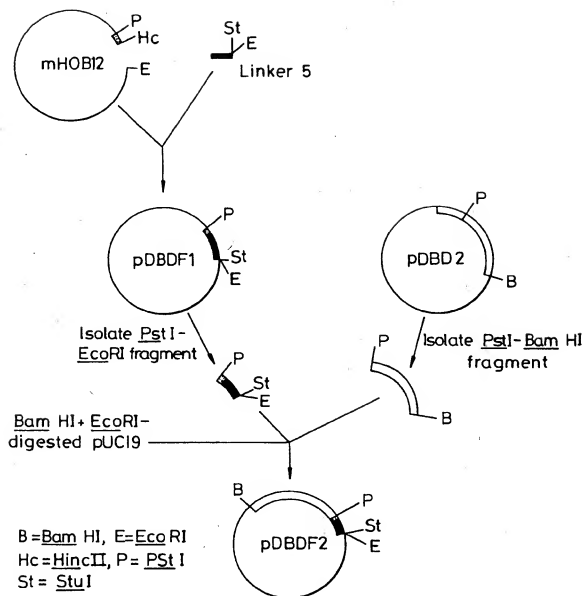 P
Hc
mHOB12
E
St
E
Linker 5
P
pDBDF1
St
E
P
pDBD2
B
Isolate PstI-
EcoRI fragment
Isolate PstI-Bam HI
fragment
P
St
E
P
B
Bam HI + EcoRI-
digested pUC19
B
P
St
E
pDBDF2
B=Bam HI, E=Eco RI
Hc=HincII, P=PSt I
St= StuI